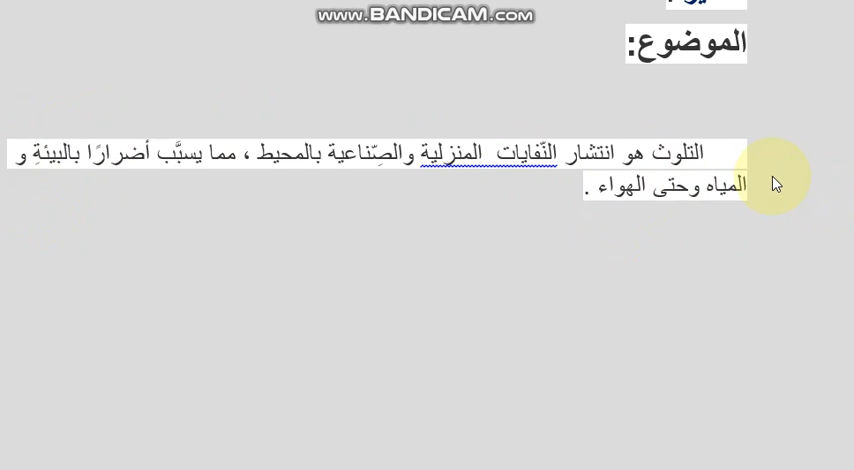 www.BANDICAM.com
الموضوع:
التلوث هو انتشار النّفايات المنزلية والصِّناعية بالمحيط ، مما يسبَّب أضرارًا بالبيئةِ و
المياه وحتى الهواء .